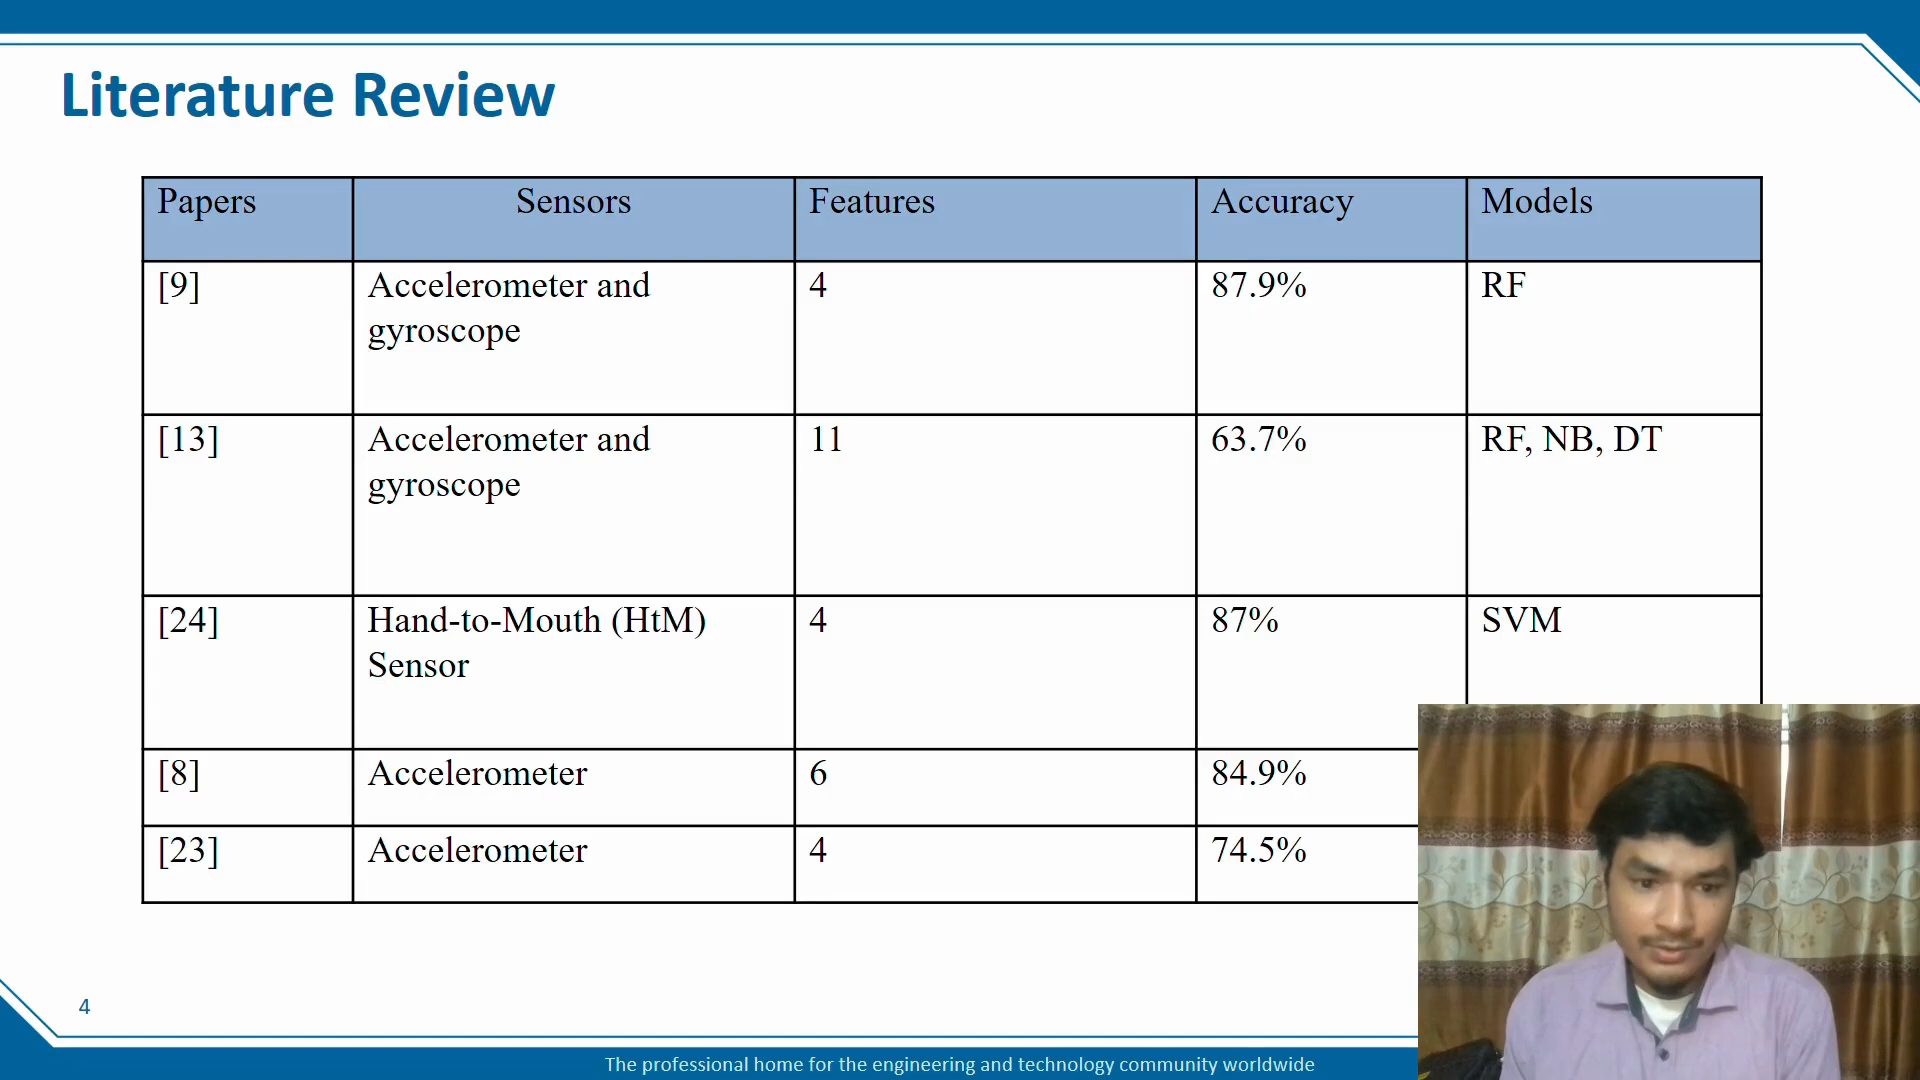 Literature Review
Papers Sensors Features Accuracy Models
[9] Accelerometer and 4 87.9% RF
gyroscope
[13] Accelerometer and 11 63.7% RF, NB, DT
gyroscope
[24] Hand-to-Mouth (HtM) 4 87% SVM
Sensor
[8] Accelerometer 6 84.9%
[23] Accelerometer 4 74.5%
4
The professional home for the engineering and technology community worldwide